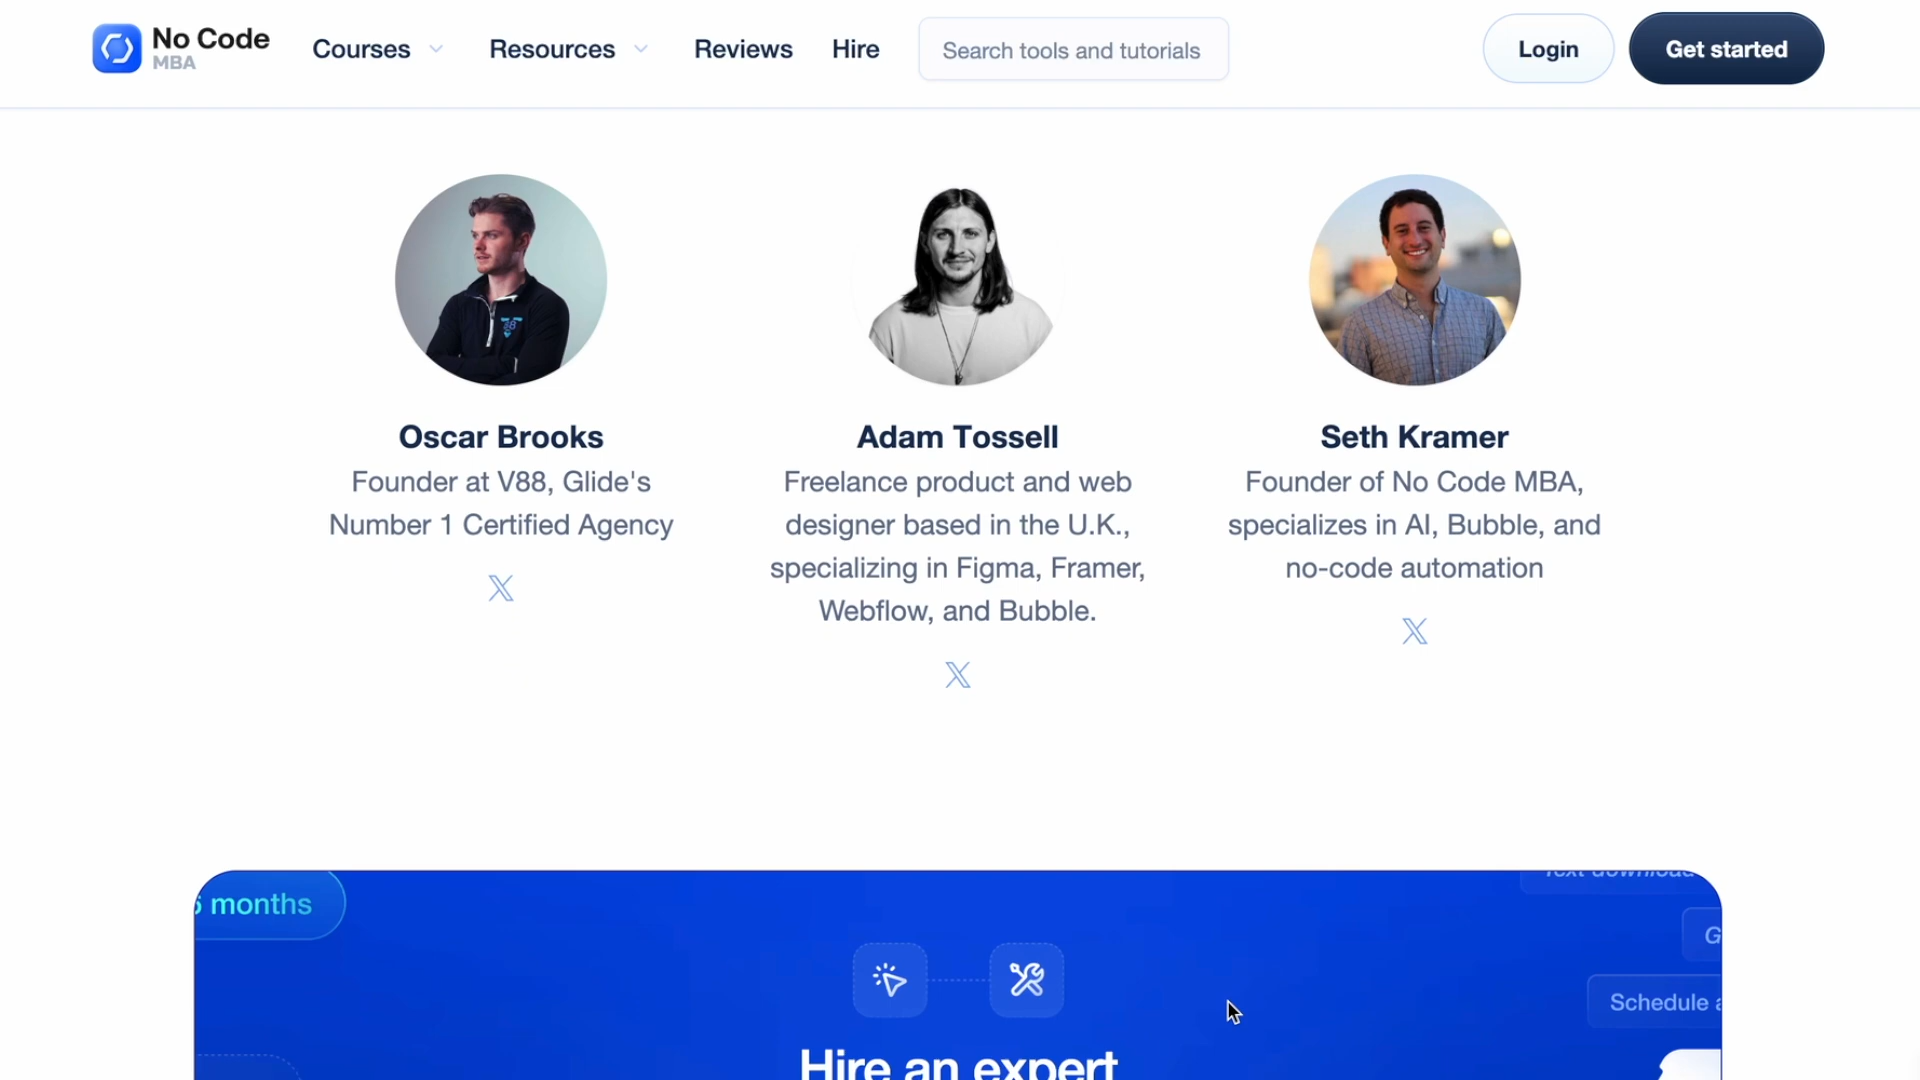 No Code
MBA
Courses
Resources
Reviews
Hire
Search tools and tutorials
Login
Get started
Oscar Brooks
Founder at V88, Glide's
Number 1 Certified Agency
Adam Tossell
Freelance product and web
designer based in the U.K.,
specializing in Figma, Framer,
Webflow, and Bubble.
Seth Kramer
Founder of No Code MBA,
specializes in AI, Bubble, and
no-code automation
months
Text download
G
Schedule
Hire an expert